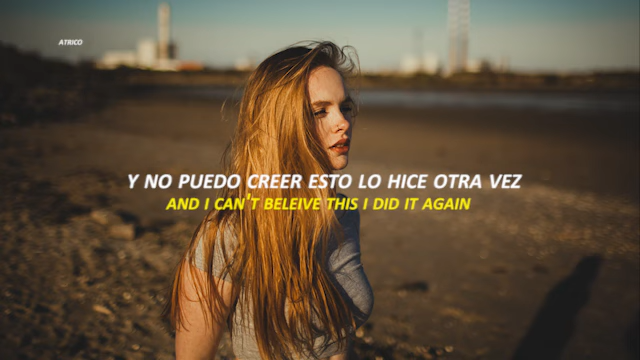 ATRICO
Y NO PUEDO CREER ESTO LO HICE OTRA VEZ
AND I CAN'T BELEIVE THIS I DID IT AGAIN